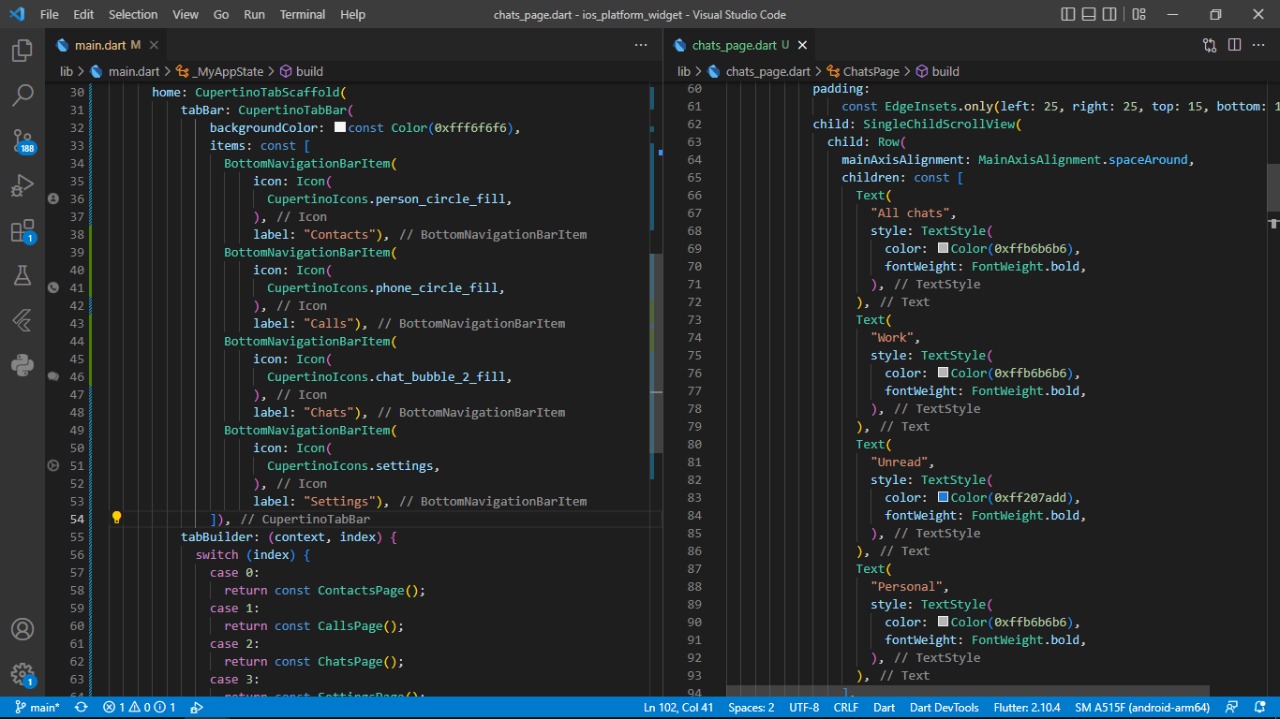 File Edit Selection View Go Run Terminal Help chats_page.dart - ios_platform_widget - Visual Studio Code
main.dart M
lib > main.dart > _MyAppState > build
30 home: CupertinoTabScaffold(
31 tabBar: CupertinoTabBar(
32 backgroundColor: const Color(0xfff6f6f6),
33 items: const [
34 BottomNavigationBarItem(
35 icon: Icon(
36 CupertinoIcons.person_circle_fill,
37 ), // Icon
38 label: "Contacts"), // BottomNavigationBarItem
39 BottomNavigationBarItem(
40 icon: Icon(
41 CupertinoIcons.phone_circle_fill,
42 ), // Icon
43 label: "Calls"), // BottomNavigationBarItem
44 BottomNavigationBarItem(
45 icon: Icon(
46 CupertinoIcons.chat_bubble_2_fill,
47 ), // Icon
48 label: "Chats"), // BottomNavigationBarItem
49 BottomNavigationBarItem(
50 icon: Icon(
51 CupertinoIcons.settings,
52 ), // Icon
53 label: "Settings"), // BottomNavigationBarItem
54 ]), // CupertinoTabBar
55 tabBuilder: (context, index) {
56 switch (index) {
57 case 0:
58 return const ContactsPage();
59 case 1:
60 return const CallsPage();
61 case 2:
62 return const ChatsPage();
63 case 3:
64 return const SettingsPage();
chats_page.dart U
lib > chats_page.dart > ChatsPage > build
60 padding:
61 const EdgeInsets.only(left: 25, right: 25, top: 15, bottom: 1
62 child: SingleChildScrollView(
63 child: Row(
64 mainAxisAlignment: MainAxisAlignment.spaceAround,
65 children: const [
66 Text(
67 "All chats",
68 style: TextStyle(
69 color: Color(0xffb6b6b6),
70 fontWeight: FontWeight.bold,
71 ), // TextStyle
72 ), // Text
73 Text(
74 "Work",
75 style: TextStyle(
76 color: Color(0xffb6b6b6),
77 fontWeight: FontWeight.bold,
78 ), // TextStyle
79 ), // Text
80 Text(
81 "Unread",
82 style: TextStyle(
83 color: Color(0xff207add),
84 fontWeight: FontWeight.bold,
85 ), // TextStyle
86 ), // Text
87 Text(
88 "Personal",
89 style: TextStyle(
90 color: Color(0xffb6b6b6),
91 fontWeight: FontWeight.bold,
92 ), // TextStyle
93 ), // Text
94 ],
188
1
1
main* 1 0 1 Ln 102, Col 41 Spaces: 2 UTF-8 CRLF Dart Dart DevTools Flutter: 2.10.4 SM A515F (android-arm64)